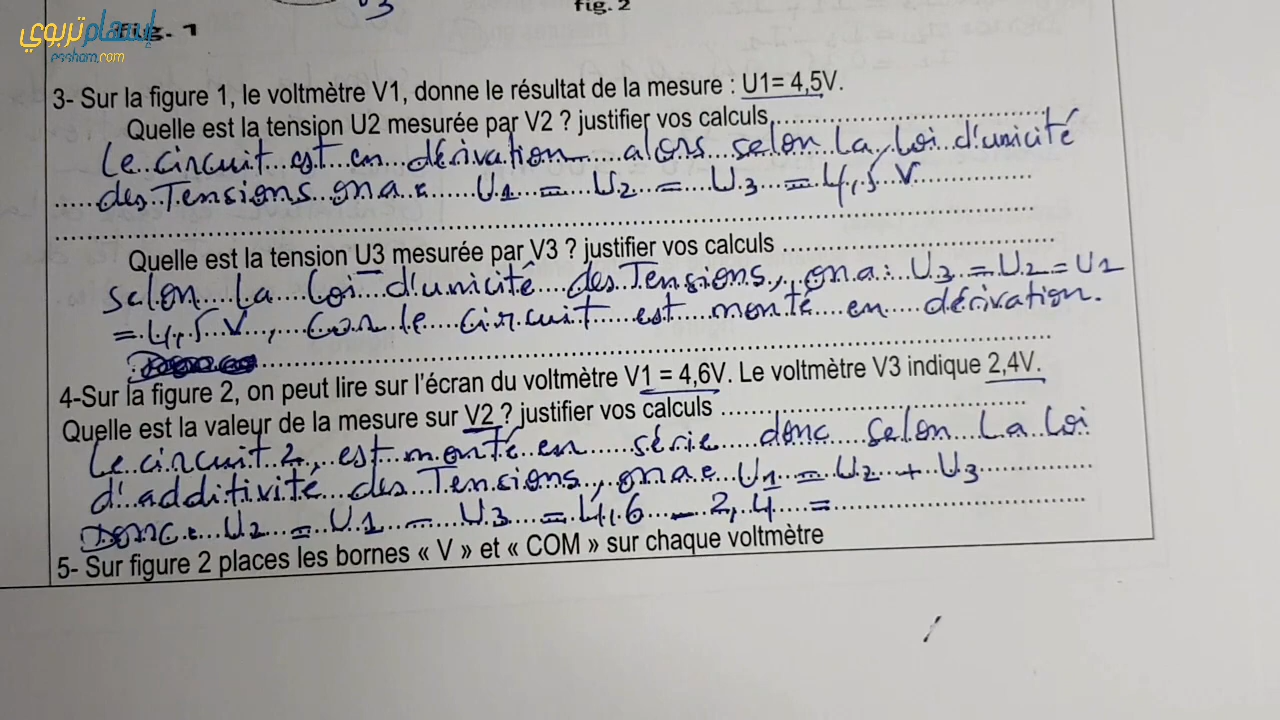 fig. 2
3
إسهام تربوي
essham.com
fig. 1
3- Sur la figure 1, le voltmètre V1, donne le résultat de la mesure : U1= 4,5V.
Quelle est la tension U2 mesurée par V2 ? justifier vos calculs
Le circuit est en dérivation alors selon la loi d'unicité
des Tensions on a : U1 = U2 = U3 = 4,5 V
Quelle est la tension U3 mesurée par V3 ? justifier vos calculs
selon la loi d'unicité des Tensions, on a : U3 = U2 = U1
= 4,5 V, car le circuit est monté en dérivation.
4-Sur la figure 2, on peut lire sur l'écran du voltmètre V1 = 4,6V. Le voltmètre V3 indique 2,4V.
Quelle est la valeur de la mesure sur V2 ? justifier vos calculs
Le circuit 2, est monté en série donc selon la loi
d'additivité des Tensions, on a : U1 = U2 + U3
Donc : U2 = U1 - U3 = 4,6 - 2,4 =
5- Sur figure 2 places les bornes « V » et « COM » sur chaque voltmètre